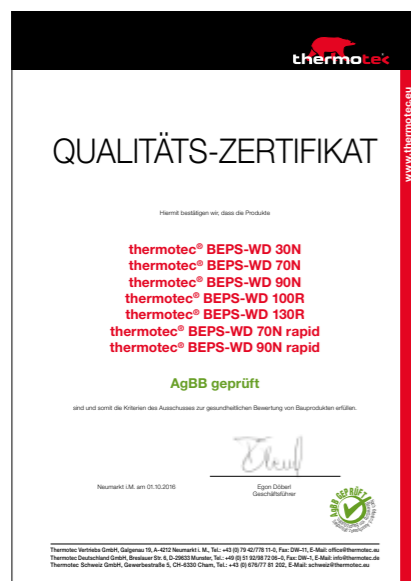 thermotec
www.thermotec.eu
QUALITÄTS-ZERTIFIKAT
Hiermit bestätigen wir, dass die Produkte
thermotec® BEPS-WD 30N
thermotec® BEPS-WD 70N
thermotec® BEPS-WD 90N
thermotec® BEPS-WD 100R
thermotec® BEPS-WD 130R
thermotec® BEPS-WD 70N rapid
thermotec® BEPS-WD 90N rapid
AgBB geprüft
sind und somit die Kriterien des Ausschusses zur gesundheitlichen Bewertung von Bauprodukten erfüllen.
Neumarkt i.M. am 01.10.2016
Egon Döberl
Geschäftsführer
AgBB GEPRÜFT
Thermotec Vertriebs GmbH, Galgenau 19, A-4212 Neumarkt i. M., Tel.: +43 (0) 79 42/778 11-0, Fax: DW-11, E-Mail: office@thermotec.eu
Thermotec Deutschland GmbH, Breslauer Str. 6, D-29633 Munster, Tel.: +49 (0) 51 92/98 72 06-0, Fax: DW-1, E-Mail: info@thermotec.de
Thermotec Schweiz GmbH, Gewerbestraße 5, CH-6330 Cham, Tel.: +43 (0) 676/77 81 202, E-Mail: schweiz@thermotec.eu